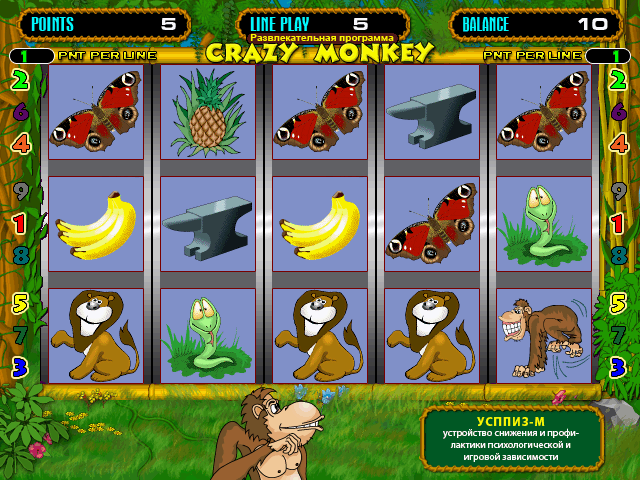 POINTS 5 LINE PLAY 5 BALANCE 10
Развлекательная программа
1 PNT PER LINE CRAZY MONKEY PNT PER LINE 1
2 2
6 6
4 4
9 9
1 1
8 8
5 5
7 7
3 3
УСППИЗ-М
устройство снижения и профи-
лактики психологической и
игровой зависимости